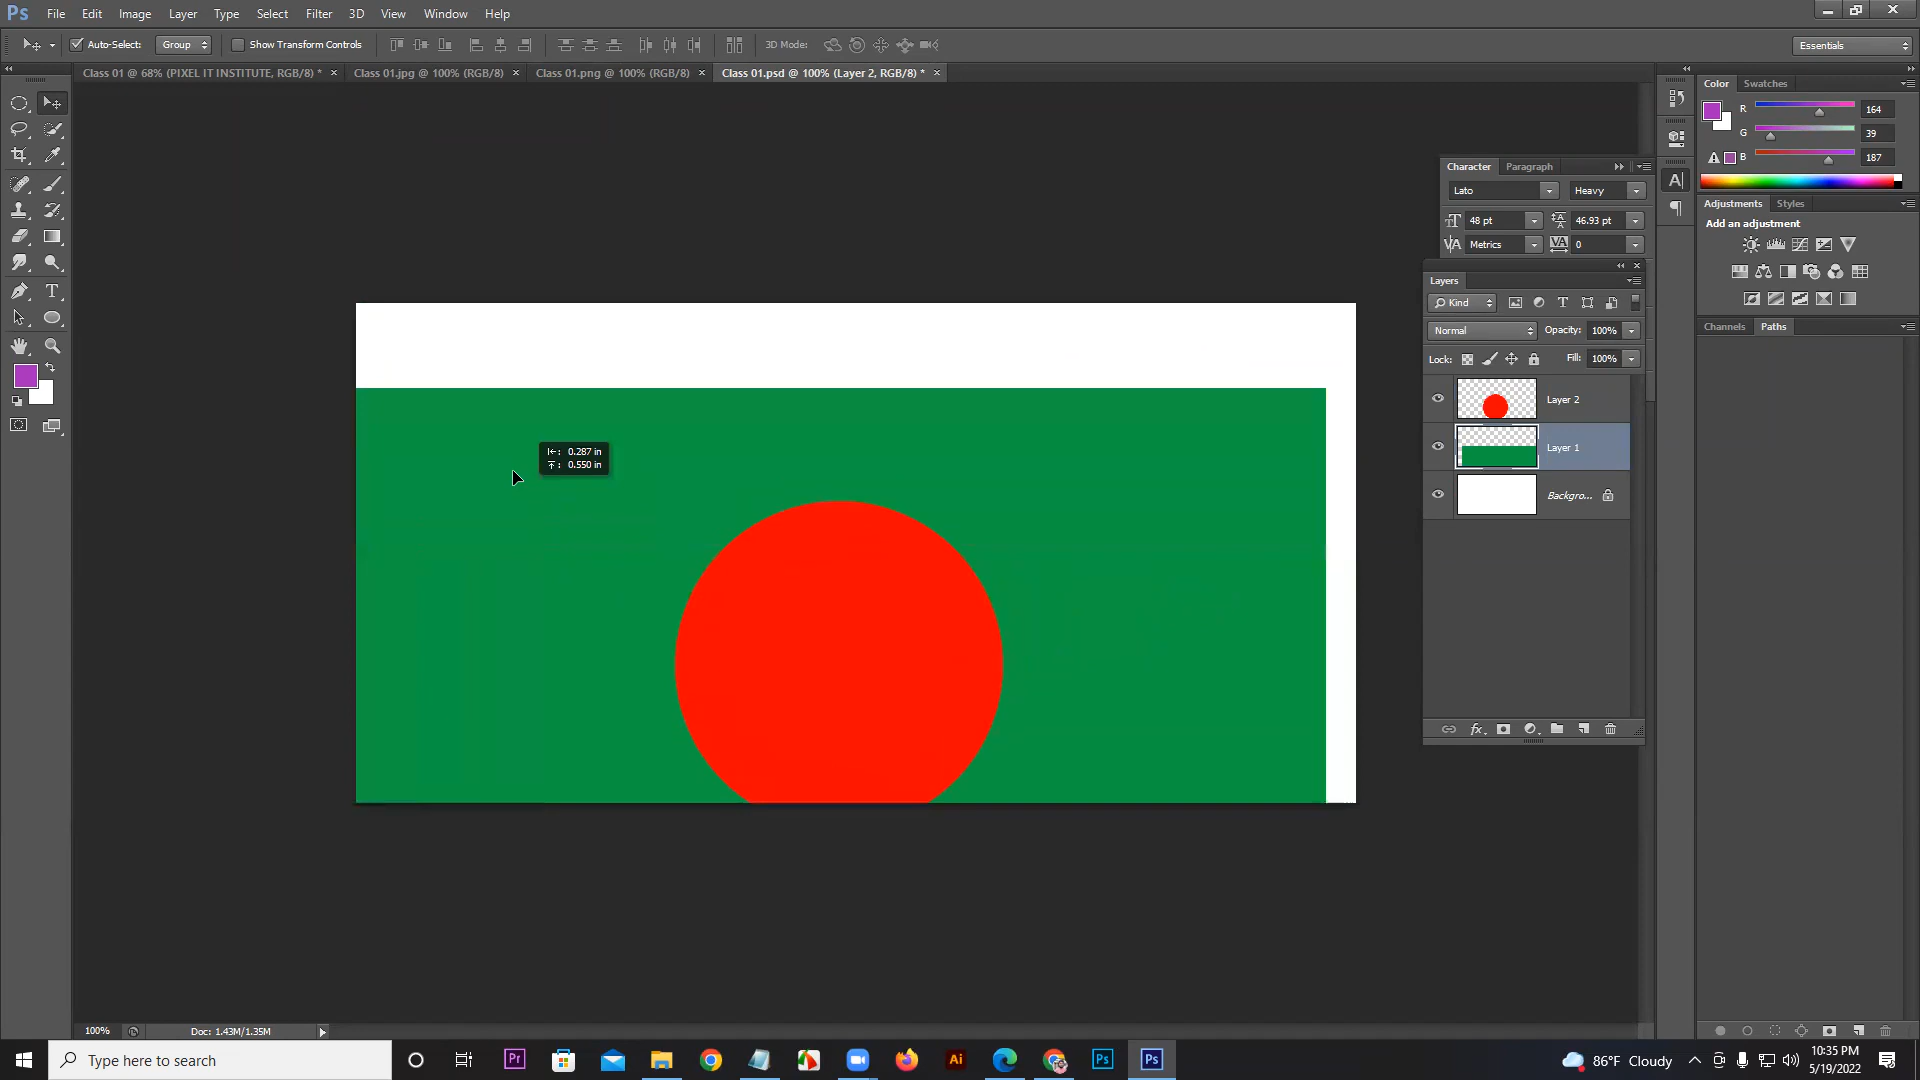 Ps File Edit Image Layer Type Select Filter 3D View Window Help
Auto-Select: Group Show Transform Controls 3D Mode: Essentials
Class 01 @ 68% (PIXEL IT INSTITUTE, RGB/8) * × Class 01.jpg @ 100% (RGB/8) × Class 01.png @ 100% (RGB/8) × Class 01.psd @ 100% (Layer 2, RGB/8) * ×
Color Swatches
R 164
G 39
B 187
Character Paragraph
Lato Heavy
48 pt 46.93 pt
Metrics 0
Adjustments Styles
Add an adjustment
Layers
Kind
Normal Opacity: 100%
Lock: Fill: 100%
Layer 2
Layer 1
Backgro...
Channels Paths
0.287 in
0.550 in
100% Doc: 1.43M/1.35M
Type here to search
Pr Ai Ps Ps
86°F Cloudy
10:35 PM
5/19/2022